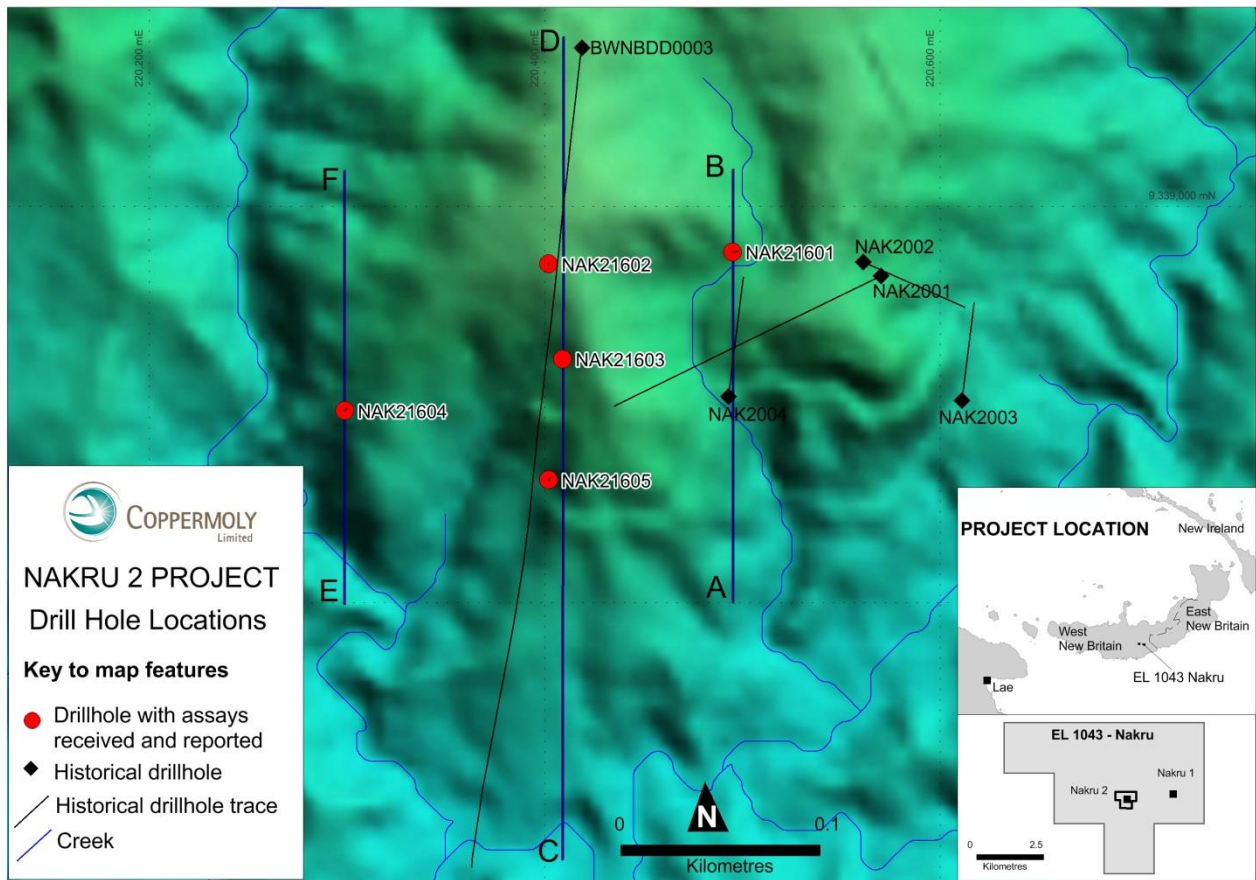 220,200 mE
220,400 mE
220,600 mE
D
BWNBDD0003
F
B
9,339,000 mN
NAK21601
NAK2002
NAK21602
NAK2001
NAK21603
NAK21604
NAK2004
NAK2003
NAK21605
E
A
C
COPPERMOLY
Limited
NAKRU 2 PROJECT
Drill Hole Locations
Key to map features
Drillhole with assays
received and reported
Historical drillhole
Historical drillhole trace
Creek
N
0 0.1
Kilometres
PROJECT LOCATION
New Ireland
East
New Britain
West
New Britain
EL 1043 Nakru
Lae
EL 1043 - Nakru
Nakru 1
Nakru 2
0 2.5
Kilometres